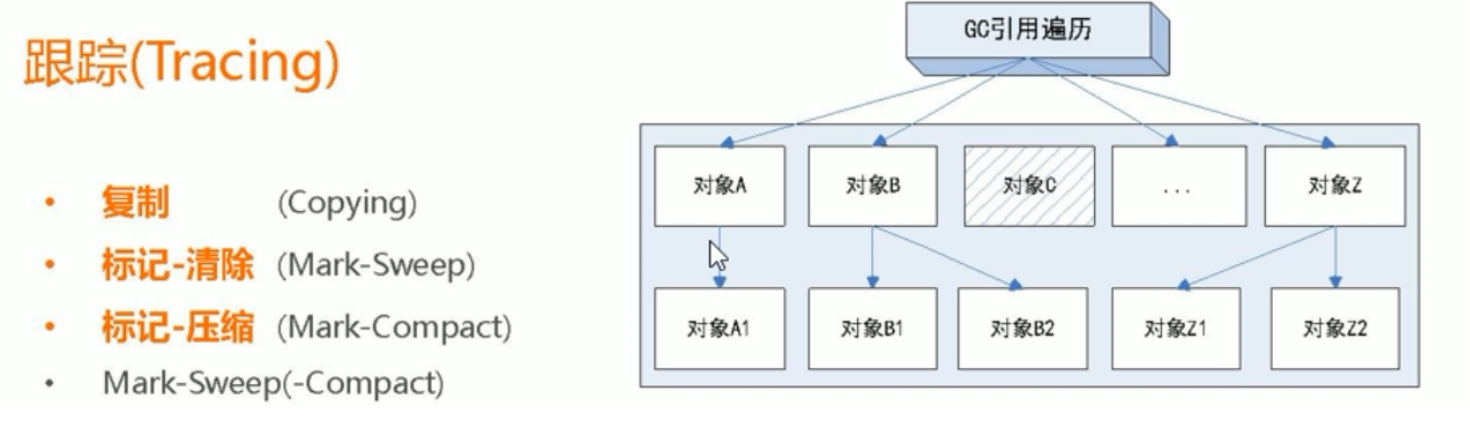 跟踪(Tracing)
• 复制 (Copying)
• 标记-清除 (Mark-Sweep)
• 标记-压缩 (Mark-Compact)
• Mark-Sweep(-Compact)
GC引用遍历
对象A 对象B 对象C ... 对象Z
对象A1 对象B1 对象B2 对象Z1 对象Z2